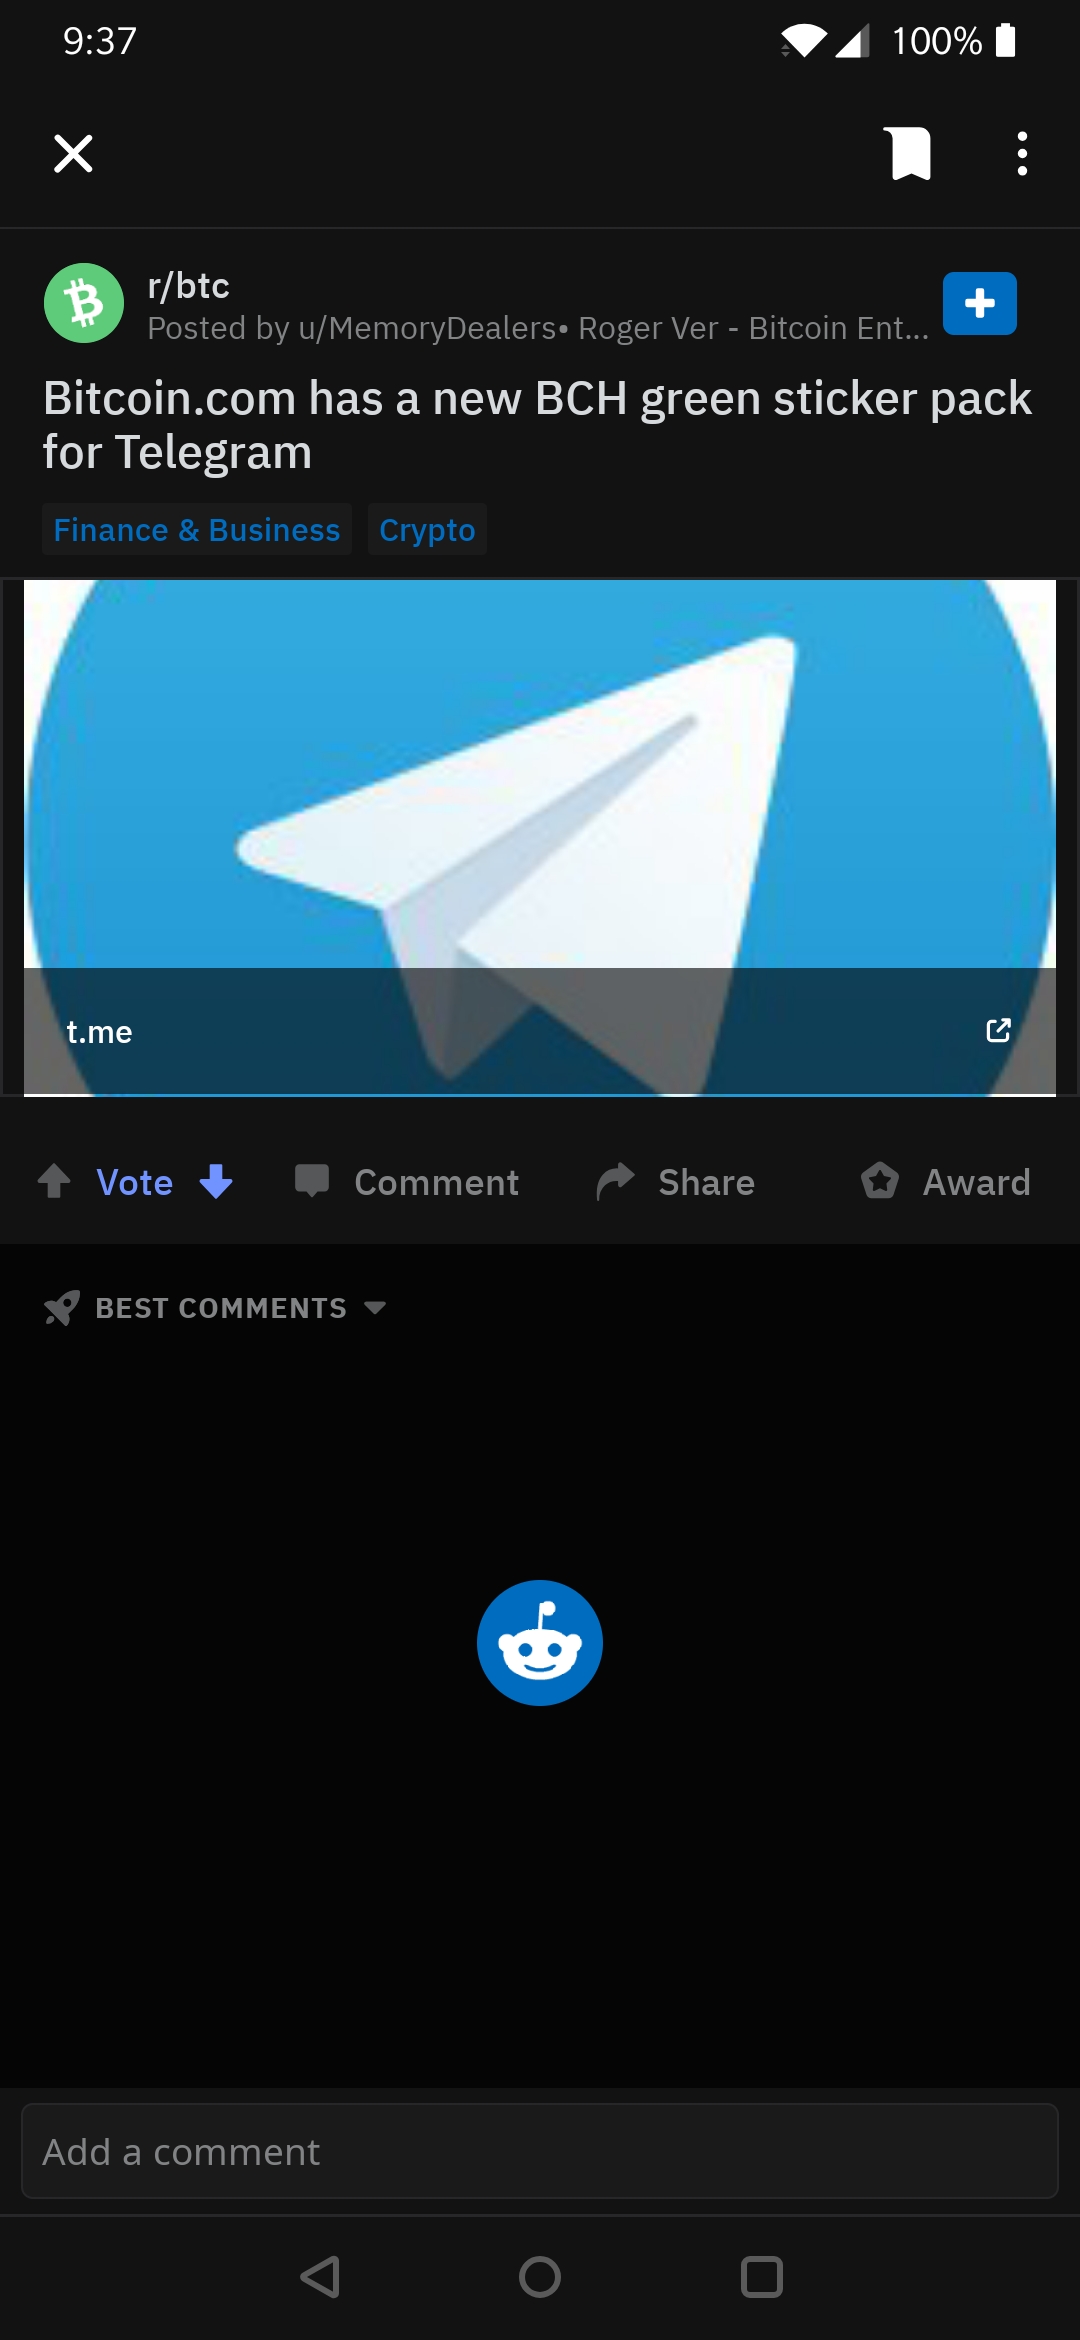 9:37
100%
r/btc
Posted by u/MemoryDealers• Roger Ver - Bitcoin Ent...
Bitcoin.com has a new BCH green sticker pack
for Telegram
Finance & Business
Crypto
t.me
Vote
Comment
Share
Award
BEST COMMENTS
Add a comment